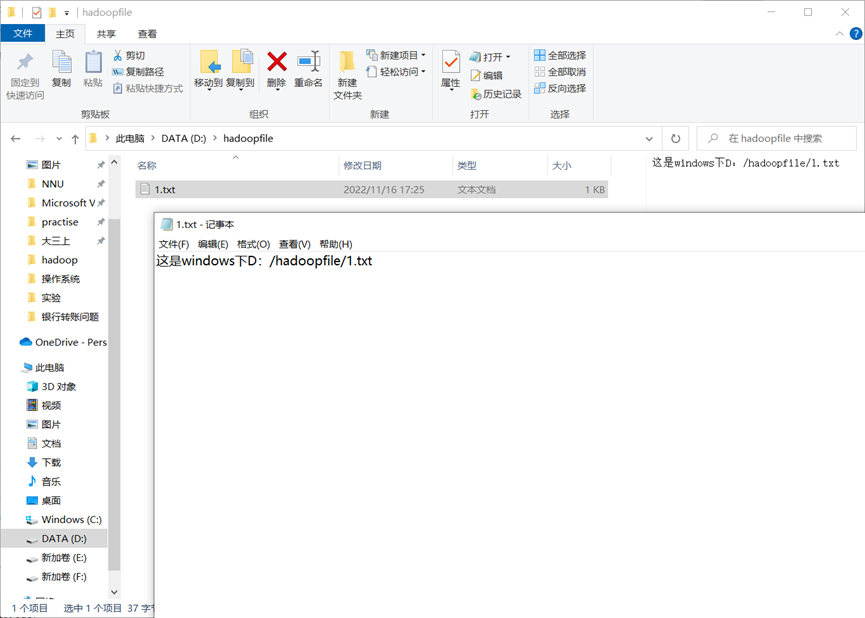 hadoopfile
文件 主页 共享 查看
固定到快速访问
复制
粘贴
剪切
复制路径
粘贴快捷方式
剪贴板
移动到
复制到
删除
重命名
组织
新建文件夹
新建项目
轻松访问
新建
属性
打开
编辑
历史记录
打开
全部选择
全部取消
反向选择
选择
此电脑 > DATA (D:) > hadoopfile
在 hadoopfile 中搜索
图片
NNU
Microsoft V
practise
大三上
hadoop
操作系统
实验
银行转账问题
OneDrive - Pers
此电脑
3D 对象
视频
图片
文档
下载
音乐
桌面
Windows (C:)
DATA (D:)
新加卷 (E:)
新加卷 (F:)
名称 修改日期 类型 大小
1.txt 2022/11/16 17:25 文本文档 1 KB
这是windows下D：/hadoopfile/1.txt
1.txt - 记事本
文件(F) 编辑(E) 格式(O) 查看(V) 帮助(H)
这是windows下D：/hadoopfile/1.txt
1 个项目 选中 1 个项目 37 字